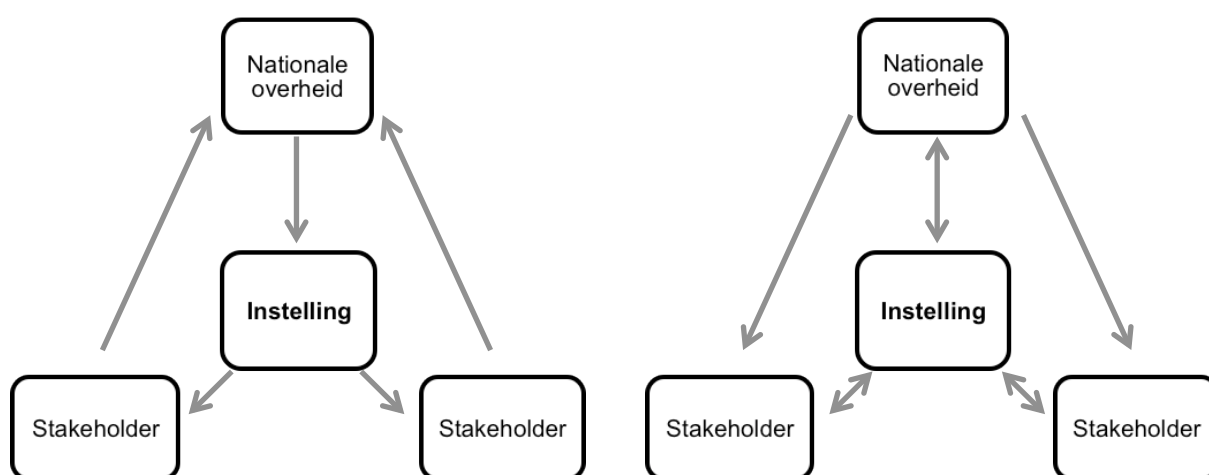 Nationale
overheid
Instelling
Stakeholder
Stakeholder
Nationale
overheid
Instelling
Stakeholder
Stakeholder